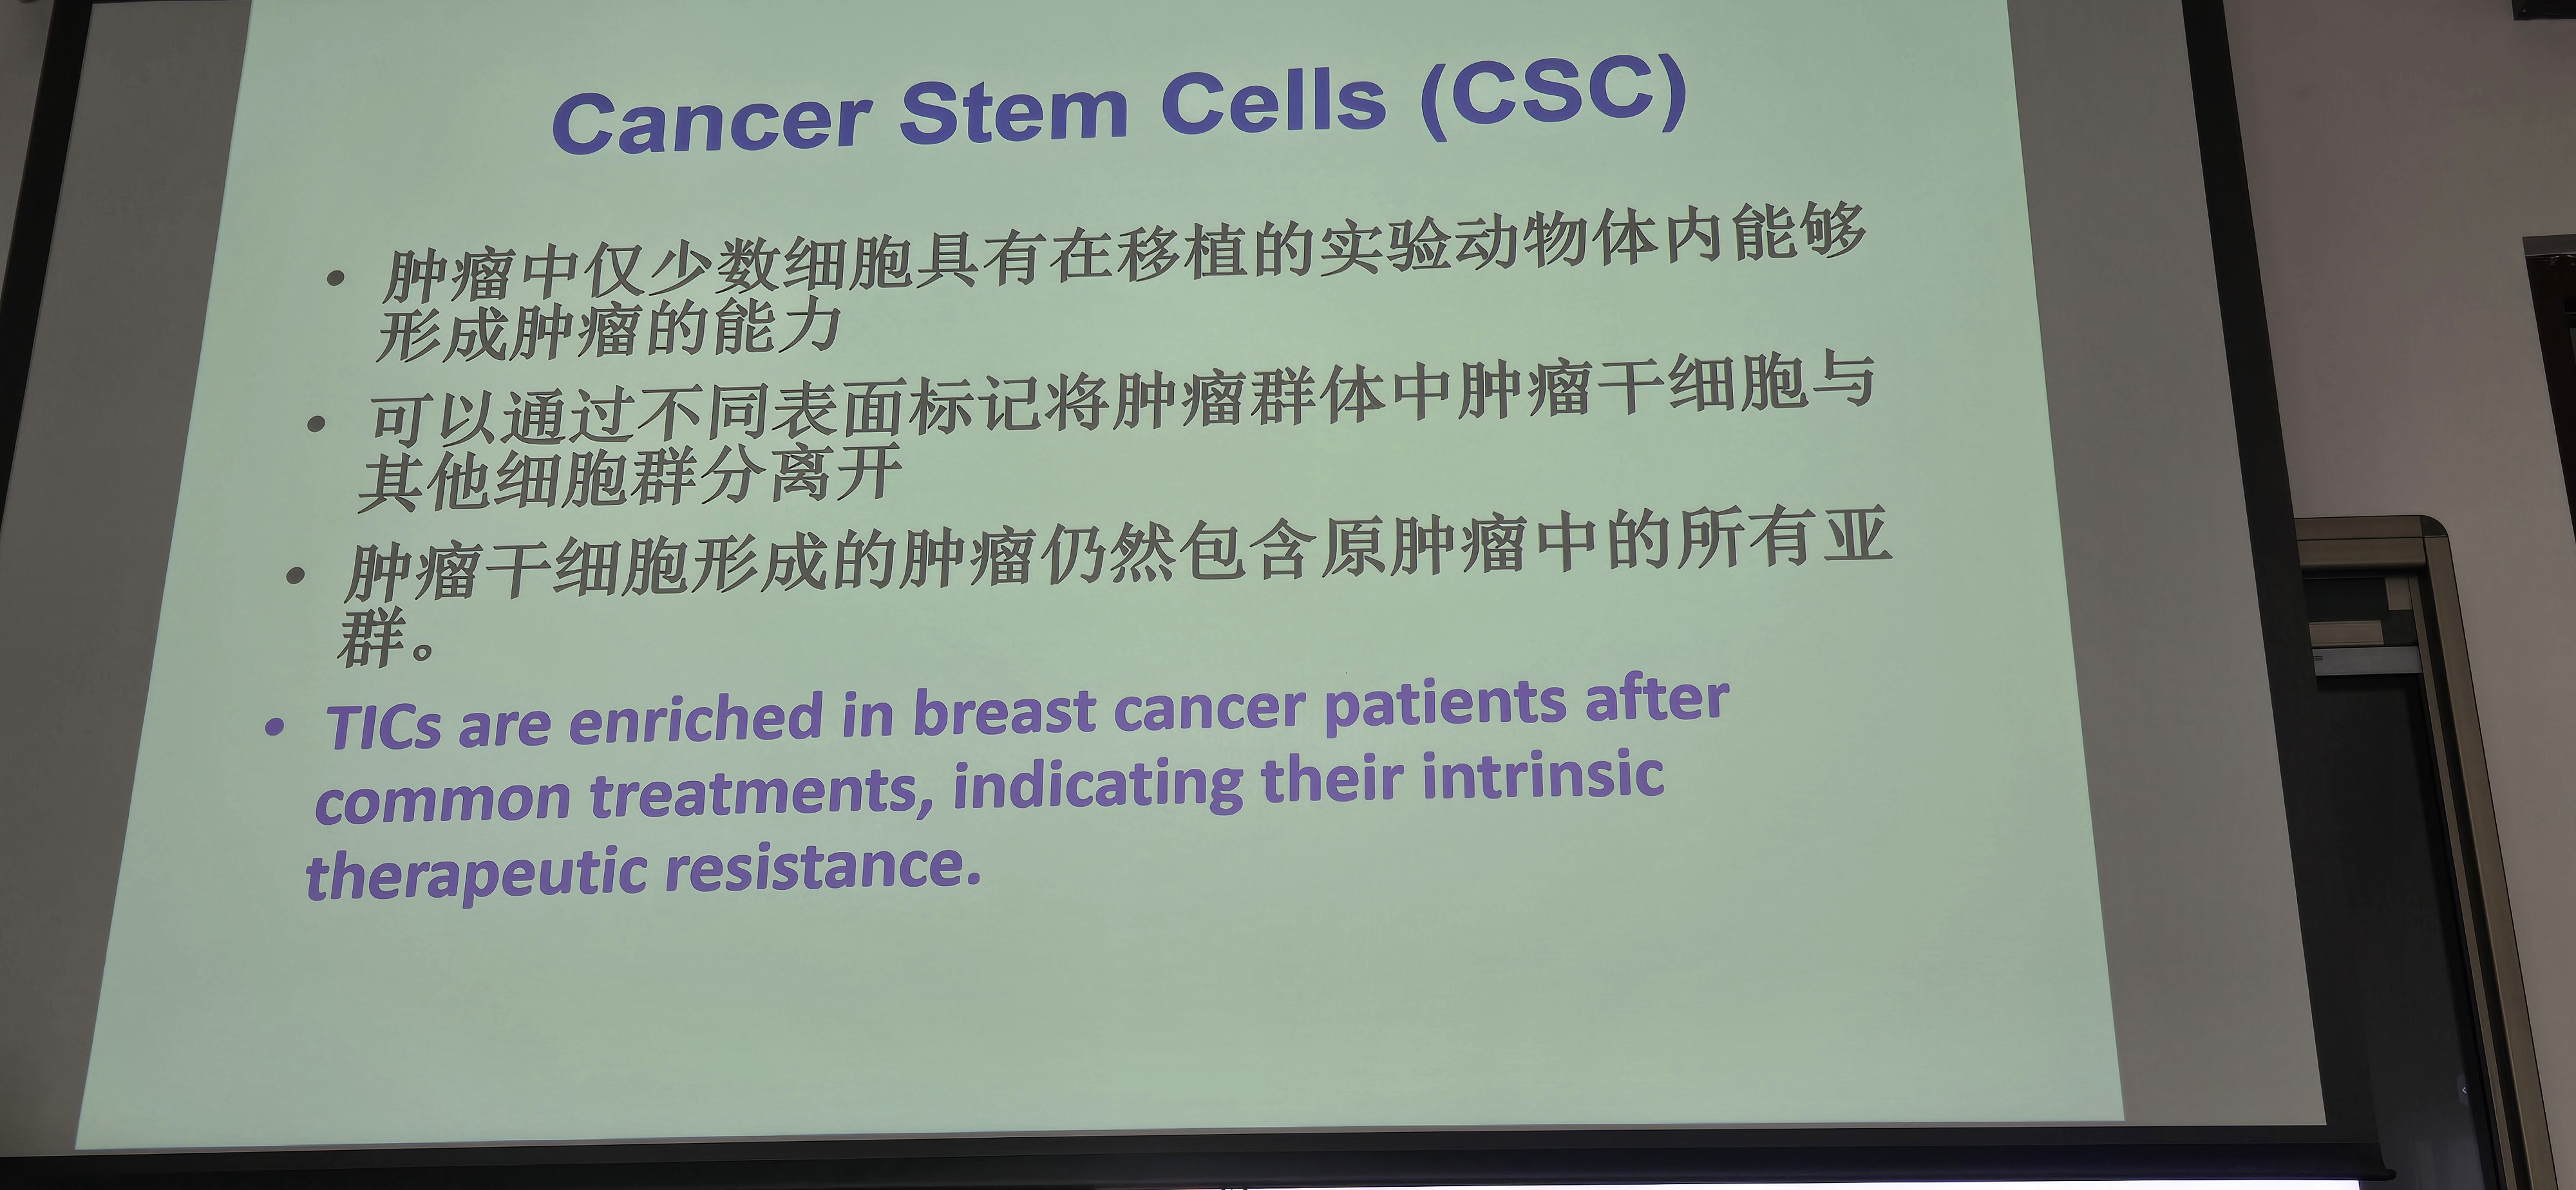 Cancer Stem Cells (CSC)
• 肿瘤中仅少数细胞具有在移植的实验动物体内能够
形成肿瘤的能力
• 可以通过不同表面标记将肿瘤群体中肿瘤干细胞与
其他细胞群分离开
• 肿瘤干细胞形成的肿瘤仍然包含原肿瘤中的所有亚
群。
• TICs are enriched in breast cancer patients after
common treatments, indicating their intrinsic
therapeutic resistance.